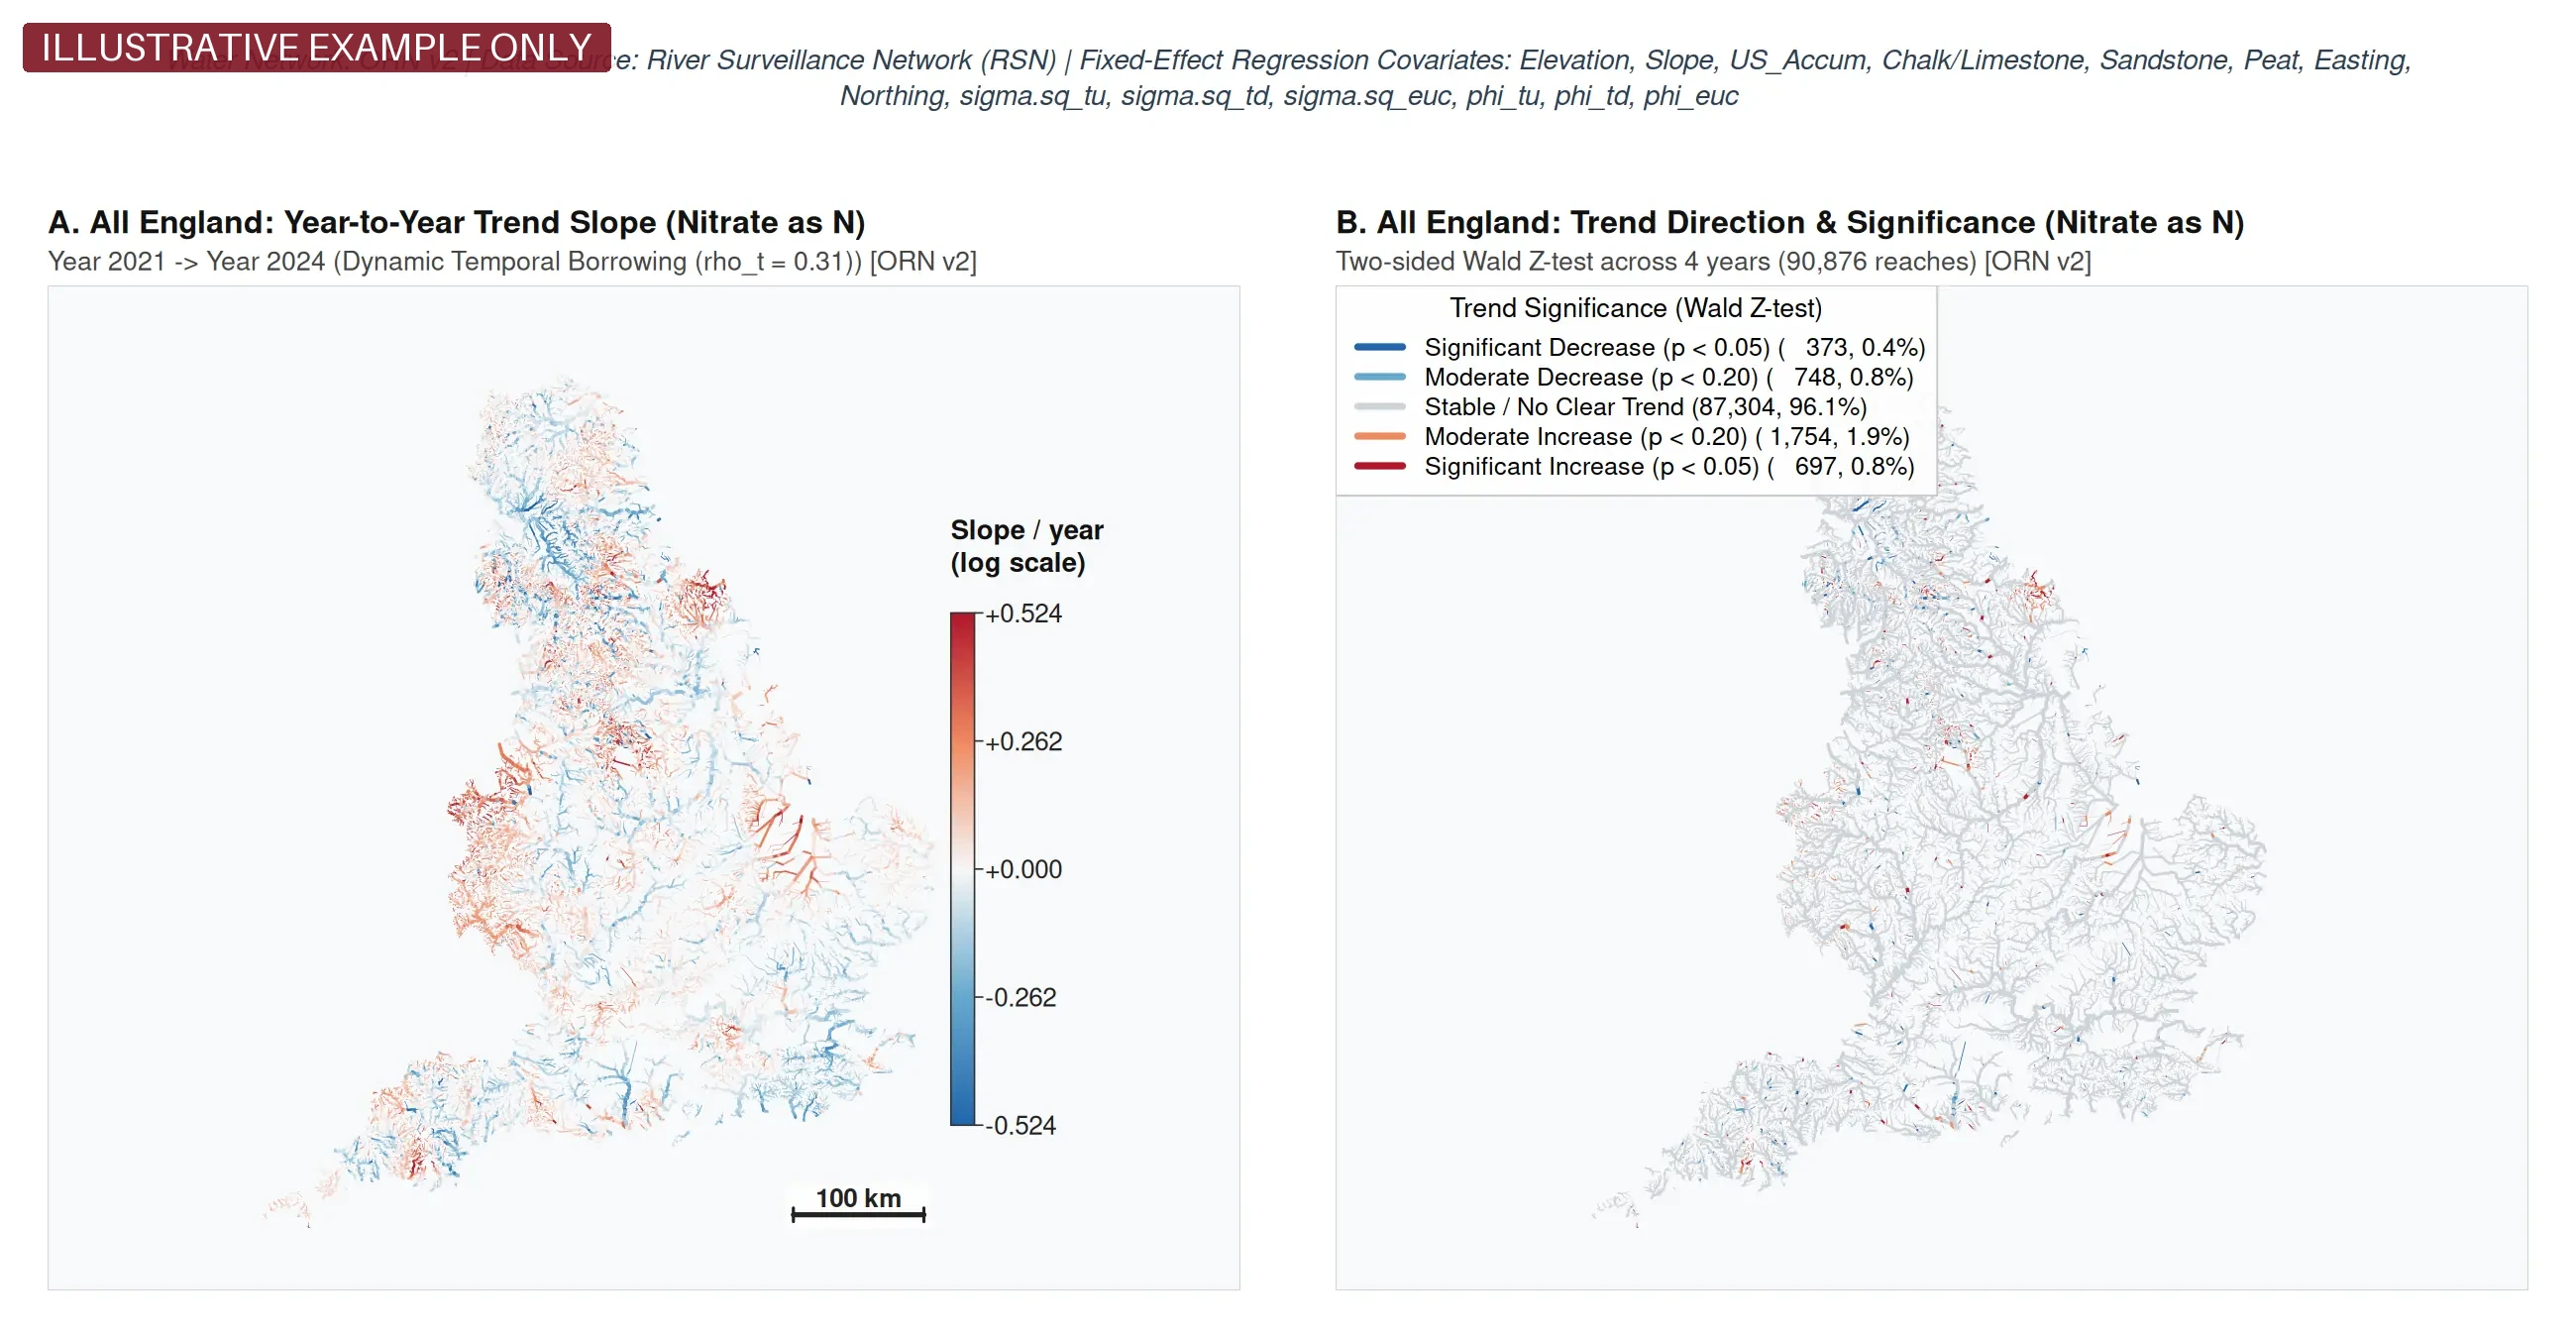 ILLUSTRATIVE EXAMPLE ONLY
e: River Surveillance Network (RSN) | Fixed-Effect Regression Covariates: Elevation, Slope, US_Accum, Chalk/Limestone, Sandstone, Peat, Easting,
Northing, sigma.sq_tu, sigma.sq_td, sigma.sq_euc, phi_tu, phi_td, phi_euc
A. All England: Year-to-Year Trend Slope (Nitrate as N)
Year 2021 -> Year 2024 (Dynamic Temporal Borrowing (rho_t = 0.31)) [ORN v2]
Slope / year
(log scale)
+0.524
+0.262
+0.000
-0.262
-0.524
100 km
B. All England: Trend Direction & Significance (Nitrate as N)
Two-sided Wald Z-test across 4 years (90,876 reaches) [ORN v2]
Trend Significance (Wald Z-test)
Significant Decrease (p < 0.05) (   373, 0.4%)
Moderate Decrease (p < 0.20) (   748, 0.8%)
Stable / No Clear Trend (87,304, 96.1%)
Moderate Increase (p < 0.20) ( 1,754, 1.9%)
Significant Increase (p < 0.05) (   697, 0.8%)